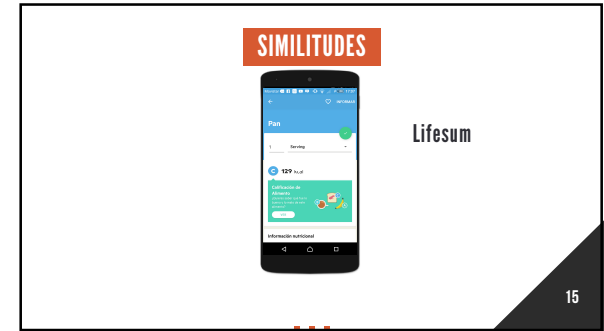 SIMILITUDES
INFORMAR
Pan
1 Serving
C 129 kcal
Calificación de
Alimento
Información nutricional
Lifesum
15